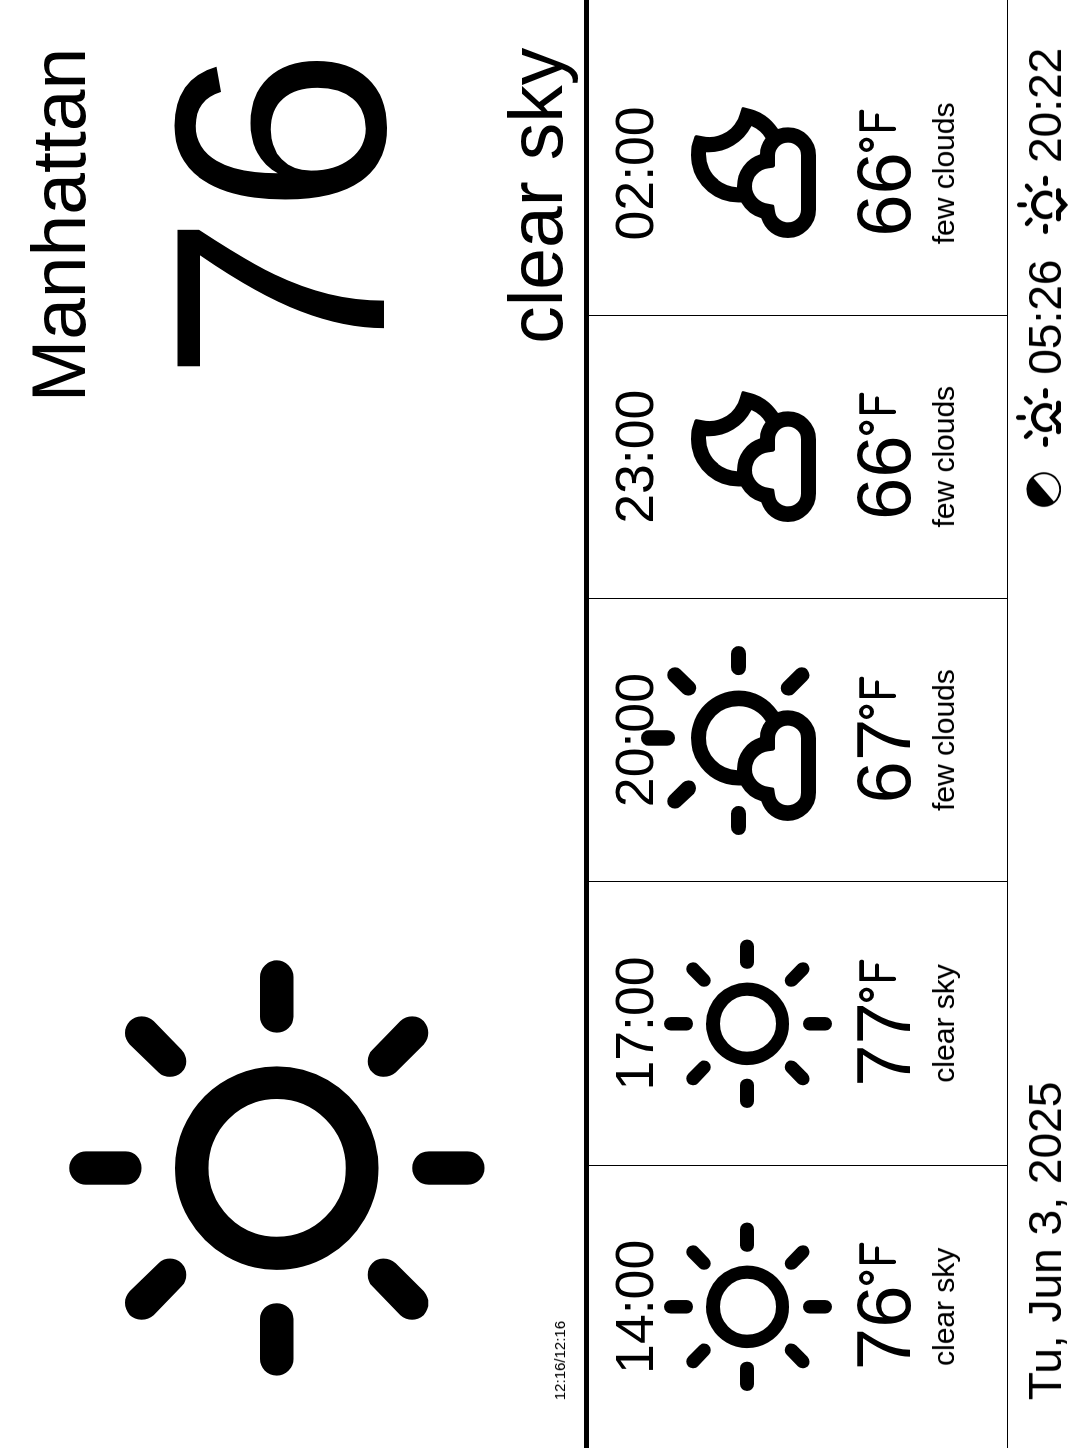 Manhattan
76
clear sky
12:16/12:16
14:00 17:00 20:00 23:00 02:00
76°F 77°F 67°F 66°F 66°F
clear sky clear sky few clouds few clouds few clouds
Tu, Jun 3, 2025 05:26 20:22